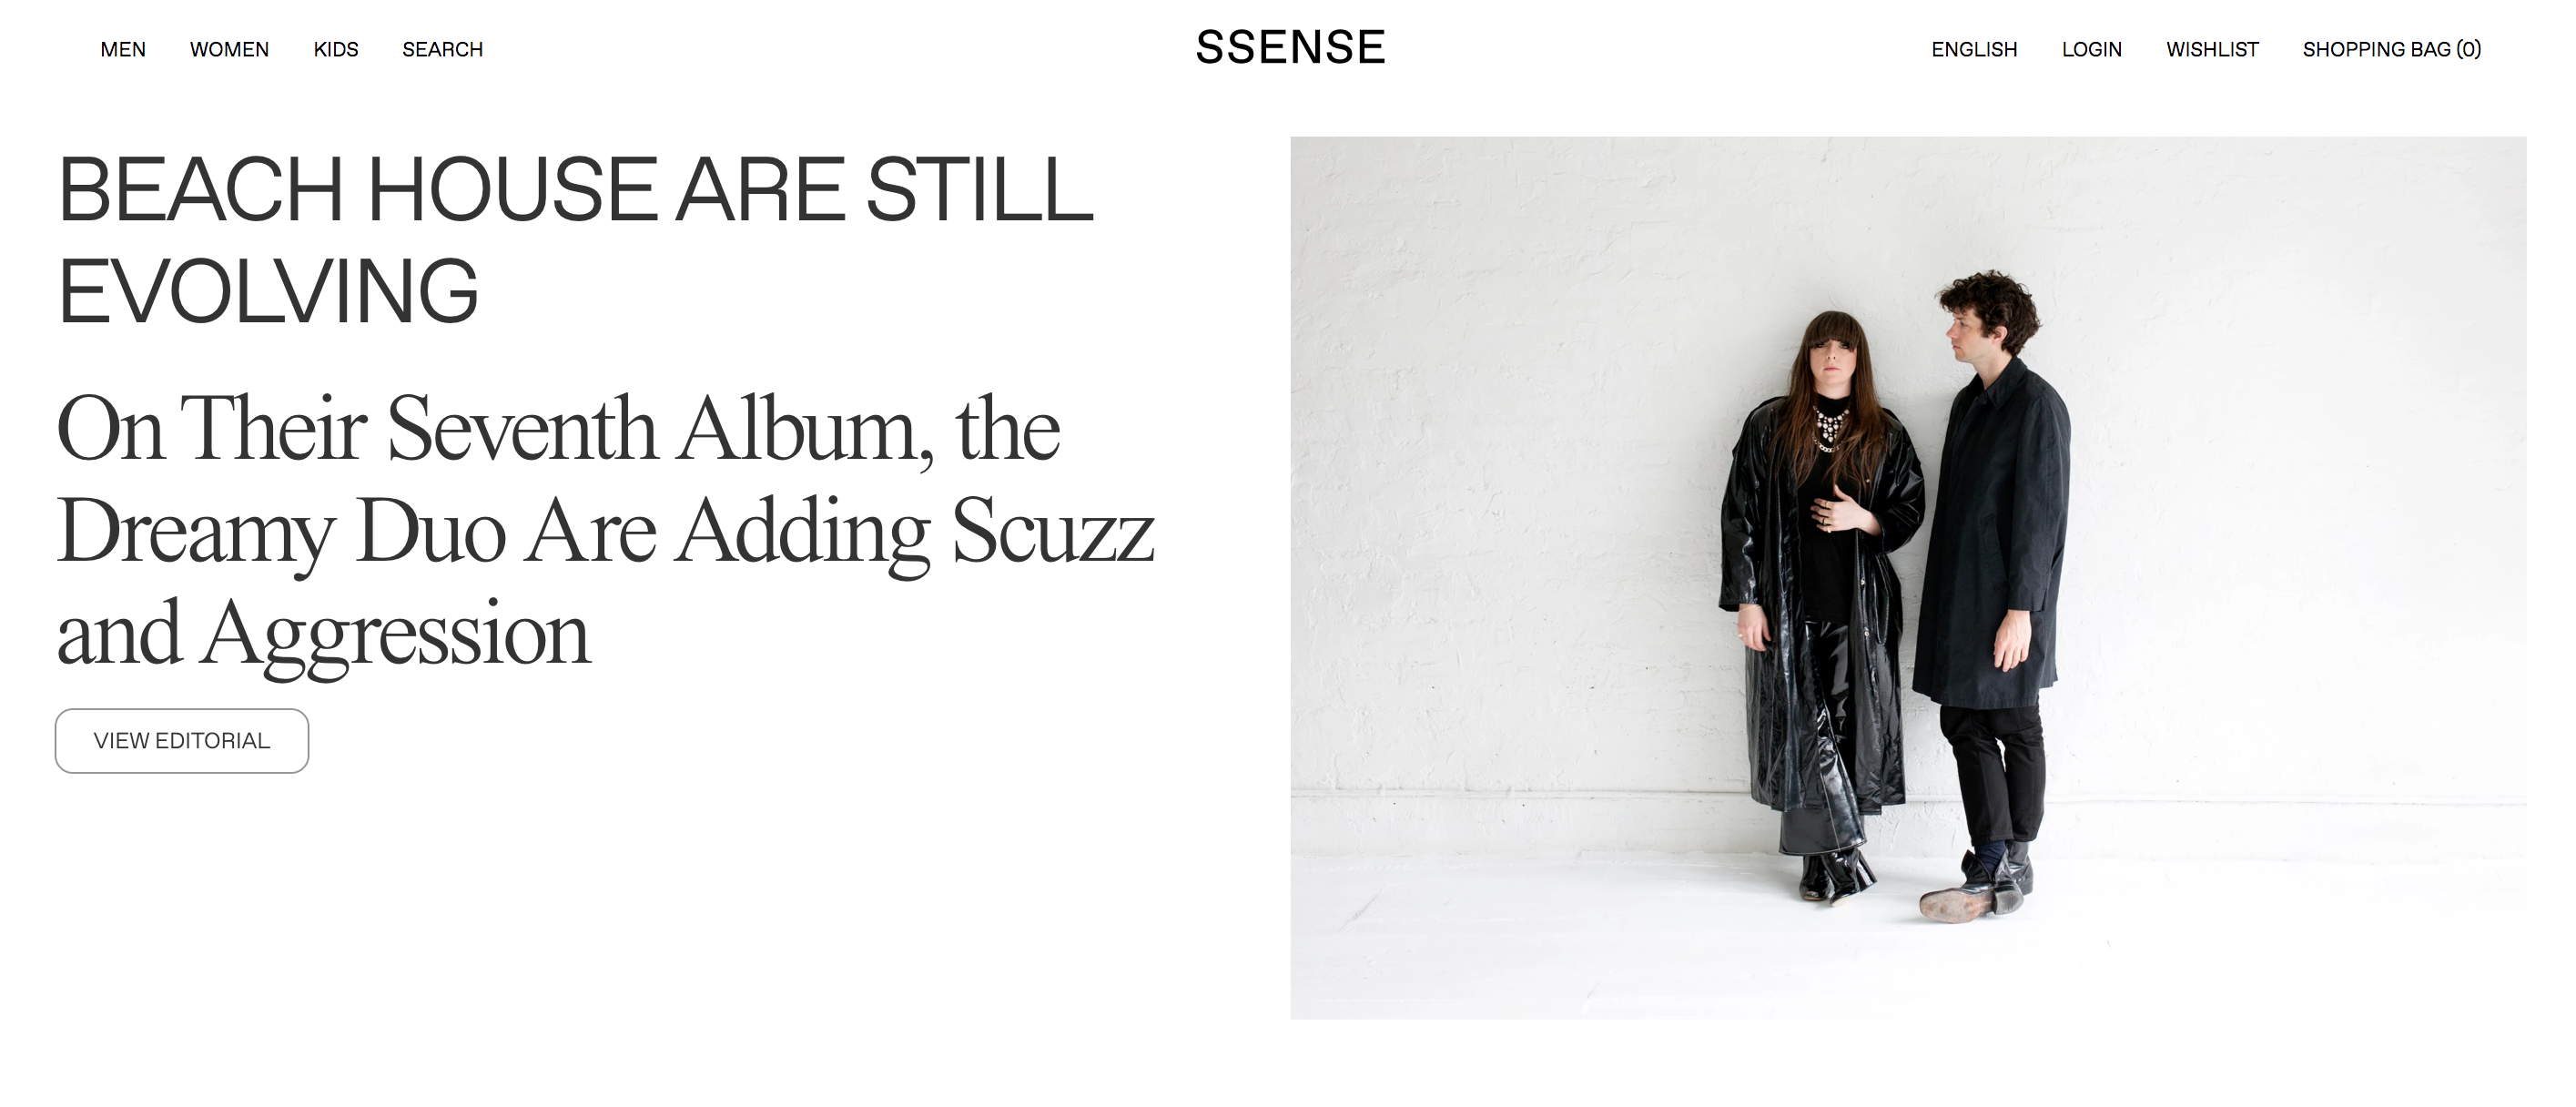 MEN WOMEN KIDS SEARCH SSENSE ENGLISH LOGIN WISHLIST SHOPPING BAG (0)
BEACH HOUSE ARE STILL
EVOLVING
On Their Seventh Album, the
Dreamy Duo Are Adding Scuzz
and Aggression
VIEW EDITORIAL